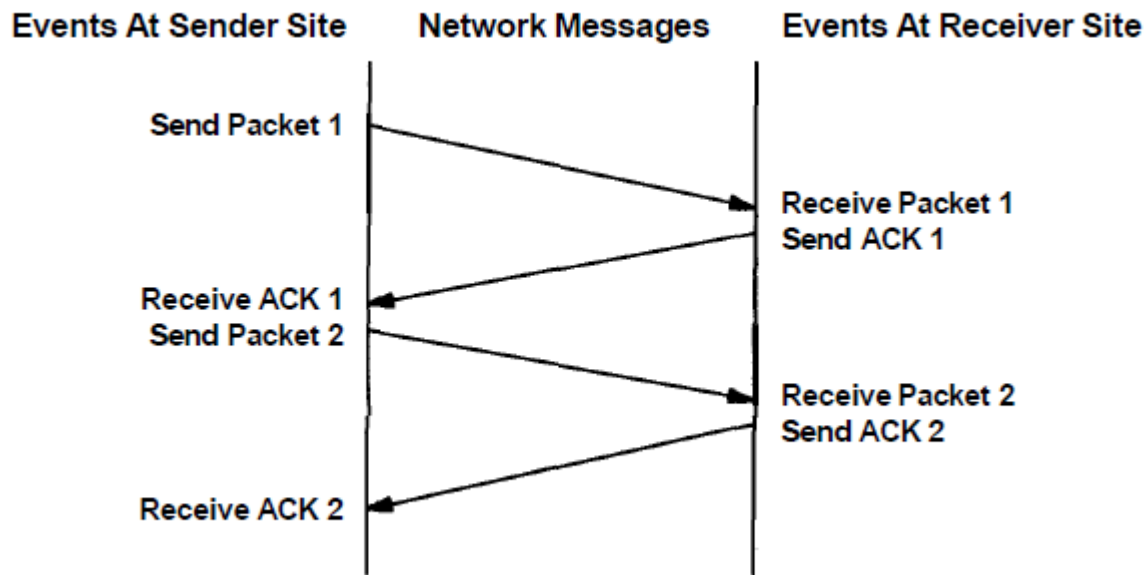 Events At Sender Site
Network Messages
Events At Receiver Site
Send Packet 1
Receive Packet 1
Send ACK 1
Receive ACK 1
Send Packet 2
Receive Packet 2
Send ACK 2
Receive ACK 2